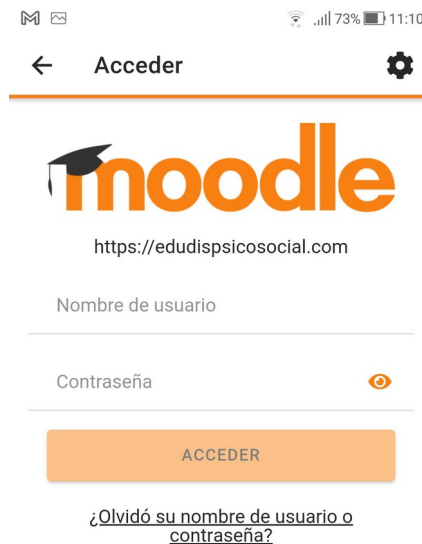 73% 11:10
Acceder
moodle
https://edudispsicosocial.com
Nombre de usuario
Contraseña
ACCEDER
¿Olvidó su nombre de usuario o
contraseña?